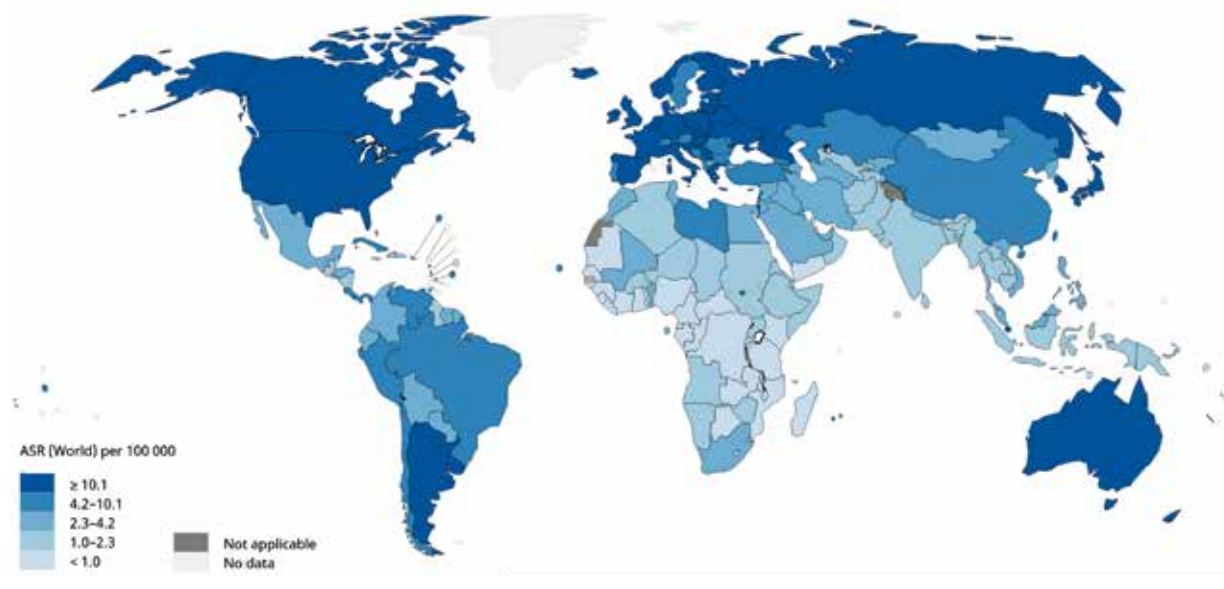 ASR (World) per 100 000
≥ 10.1
4.2–10.1
2.3–4.2
1.0–2.3
< 1.0
Not applicable
No data